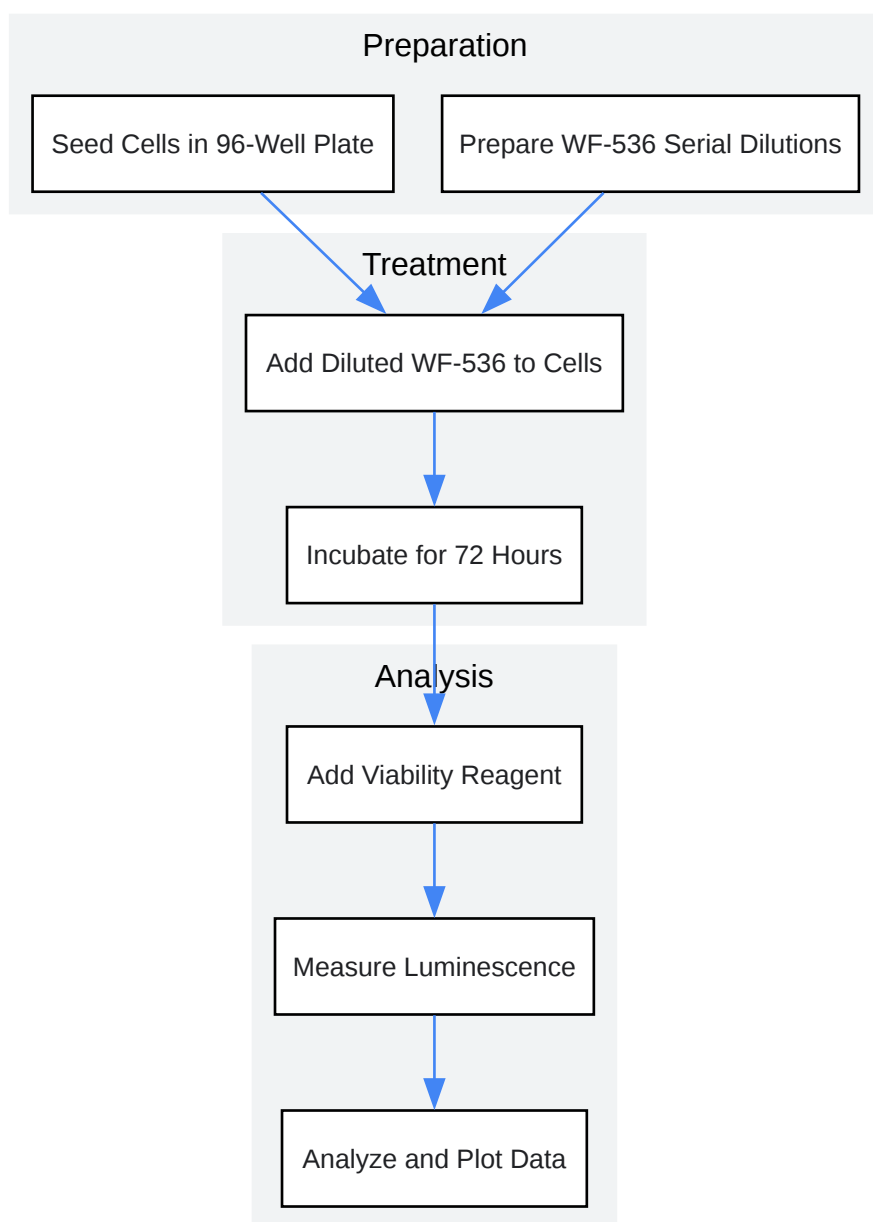 Preparation
Seed Cells in 96-Well Plate
Prepare WF-536 Serial Dilutions
Treatment
Add Diluted WF-536 to Cells
Incubate for 72 Hours
Analysis
Add Viability Reagent
Measure Luminescence
Analyze and Plot Data